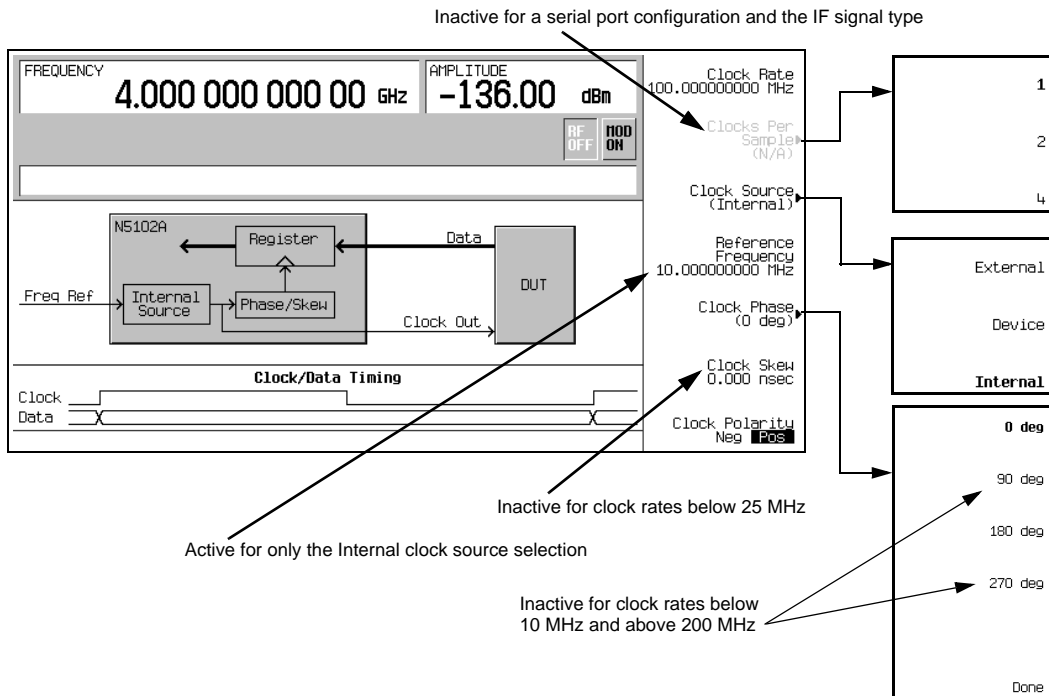 Inactive for a serial port configuration and the IF signal type
FREQUENCY
4.000 000 000 00 GHz
AMPLITUDE
-136.00 dBm
RF
OFF
MOD
ON
Clock Rate
100.000000000 MHz
Clocks Per
Sample
(N/A)
Clock Source
(Internal)
Reference
Frequency
10.000000000 MHz
Clock Phase
(0 deg)
Clock Skew
0.000 nsec
Clock Polarity
Neg Pos
N5102A
Register
Data
DUT
Freq Ref
Internal
Source
Phase/Skew
Clock Out
Clock/Data Timing
Clock
Data
1
2
4
External
Device
Internal
0 deg
90 deg
180 deg
270 deg
Done
Inactive for clock rates below 25 MHz
Active for only the Internal clock source selection
Inactive for clock rates below
10 MHz and above 200 MHz